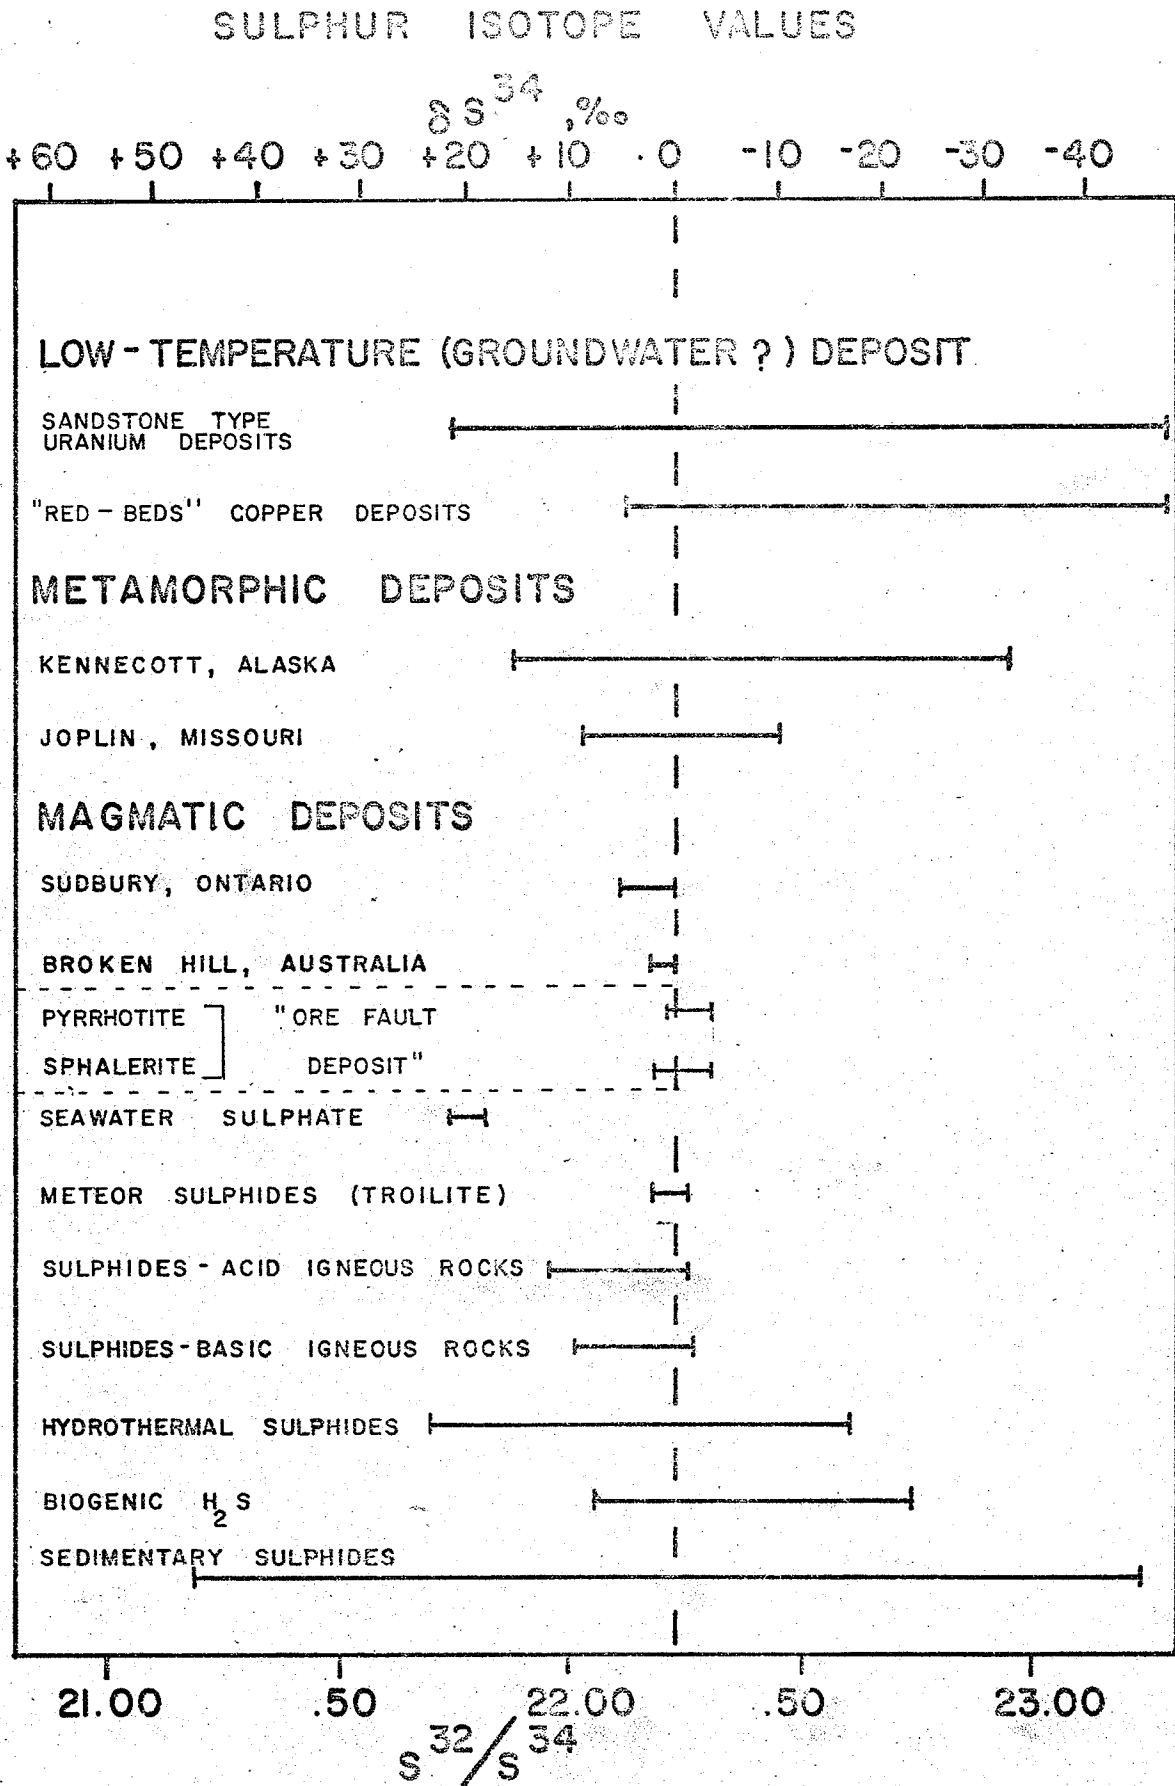 SULPHUR ISOTOPE VALUES
δS³⁴,‰
+60 +50 +40 +30 +20 +10 0 -10 -20 -30 -40
LOW-TEMPERATURE (GROUNDWATER ?) DEPOSIT
SANDSTONE TYPE
URANIUM DEPOSITS
"RED-BEDS" COPPER DEPOSITS
METAMORPHIC DEPOSITS
KENNECOTT, ALASKA
JOPLIN, MISSOURI
MAGMATIC DEPOSITS
SUDBURY, ONTARIO
BROKEN HILL, AUSTRALIA
PYRRHOTITE "ORE FAULT
SPHALERITE DEPOSIT"
SEAWATER SULPHATE
METEOR SULPHIDES (TROILITE)
SULPHIDES-ACID IGNEOUS ROCKS
SULPHIDES-BASIC IGNEOUS ROCKS
HYDROTHERMAL SULPHIDES
BIOGENIC H₂S
SEDIMENTARY SULPHIDES
21.00 .50 22.00 .50 23.00
S³²/S³⁴